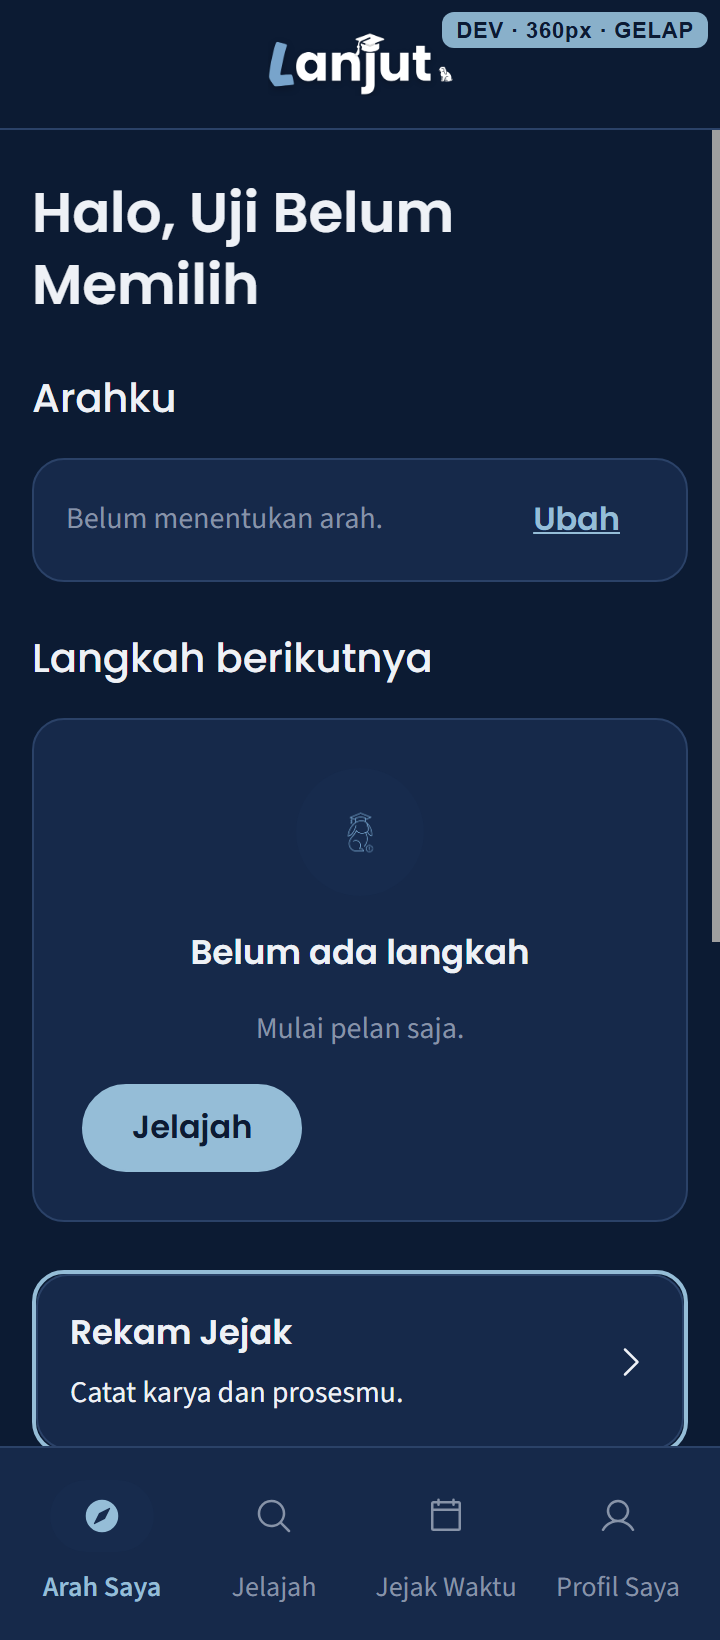 DEV · 360px · GELAP
Lanjut
Halo, Uji Belum
Memilih
Arahku
Belum menentukan arah.
Ubah
Langkah berikutnya
Belum ada langkah
Mulai pelan saja.
Jelajah
Rekam Jejak
Catat karya dan prosesmu.
Arah Saya
Jelajah
Jejak Waktu
Profil Saya